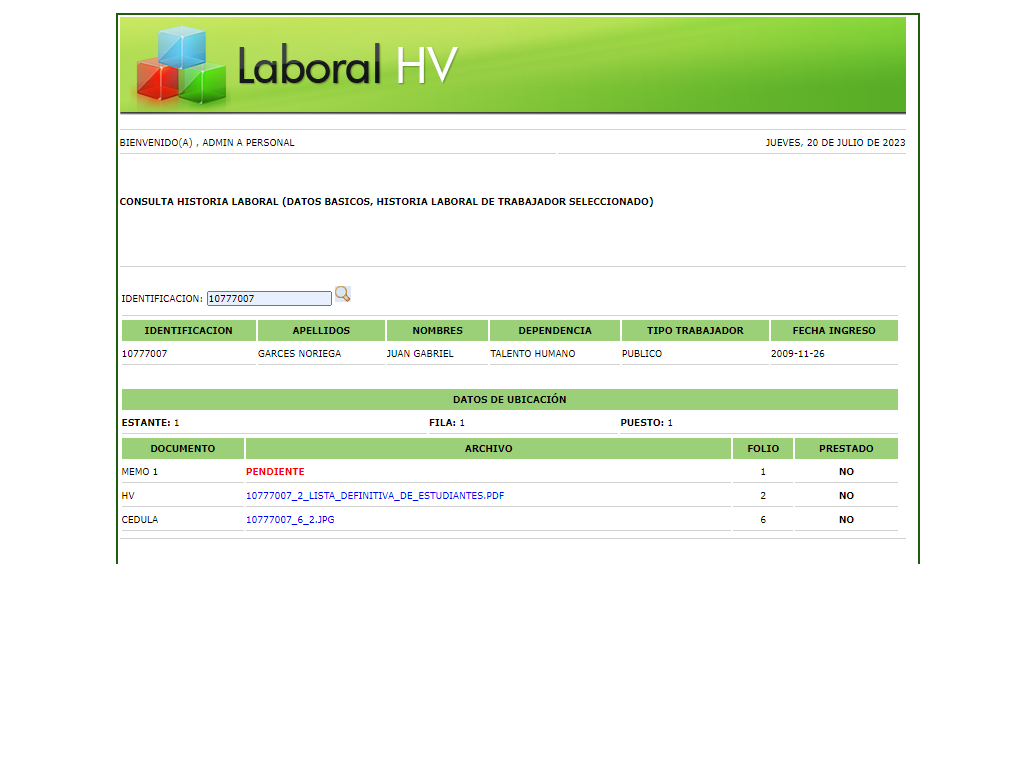 Laboral HV
BIENVENIDO(A) , ADMIN A PERSONAL JUEVES, 20 DE JULIO DE 2023
CONSULTA HISTORIA LABORAL (DATOS BASICOS, HISTORIA LABORAL DE TRABAJADOR SELECCIONADO)
IDENTIFICACION: 10777007
IDENTIFICACION APELLIDOS NOMBRES DEPENDENCIA TIPO TRABAJADOR FECHA INGRESO
10777007 GARCES NORIEGA JUAN GABRIEL TALENTO HUMANO PUBLICO 2009-11-26
DATOS DE UBICACIÓN
ESTANTE: 1 FILA: 1 PUESTO: 1
DOCUMENTO ARCHIVO FOLIO PRESTADO
MEMO 1 PENDIENTE 1 NO
HV 10777007_2_LISTA_DEFINITIVA_DE_ESTUDIANTES.PDF 2 NO
CEDULA 10777007_6_2.JPG 6 NO